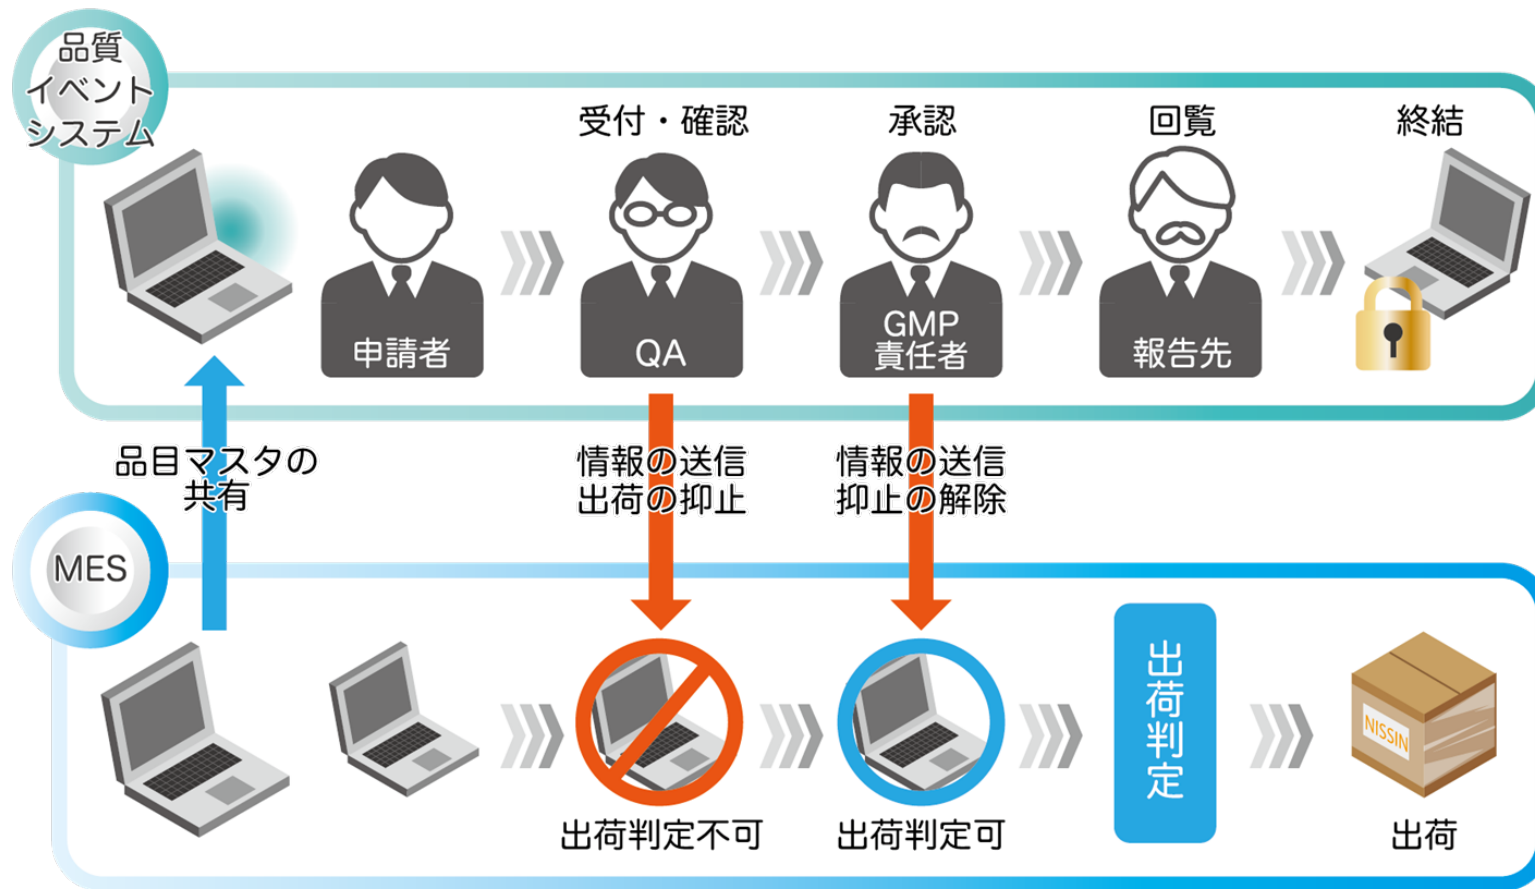 品質
イベント
システム
受付・確認
承認
回覧
終結
申請者
QA
GMP
責任者
報告先
品目マスタの
共有
情報の送信
出荷の抑止
情報の送信
抑止の解除
MES
出荷判定
NISSIN
出荷判定不可
出荷判定可
出荷